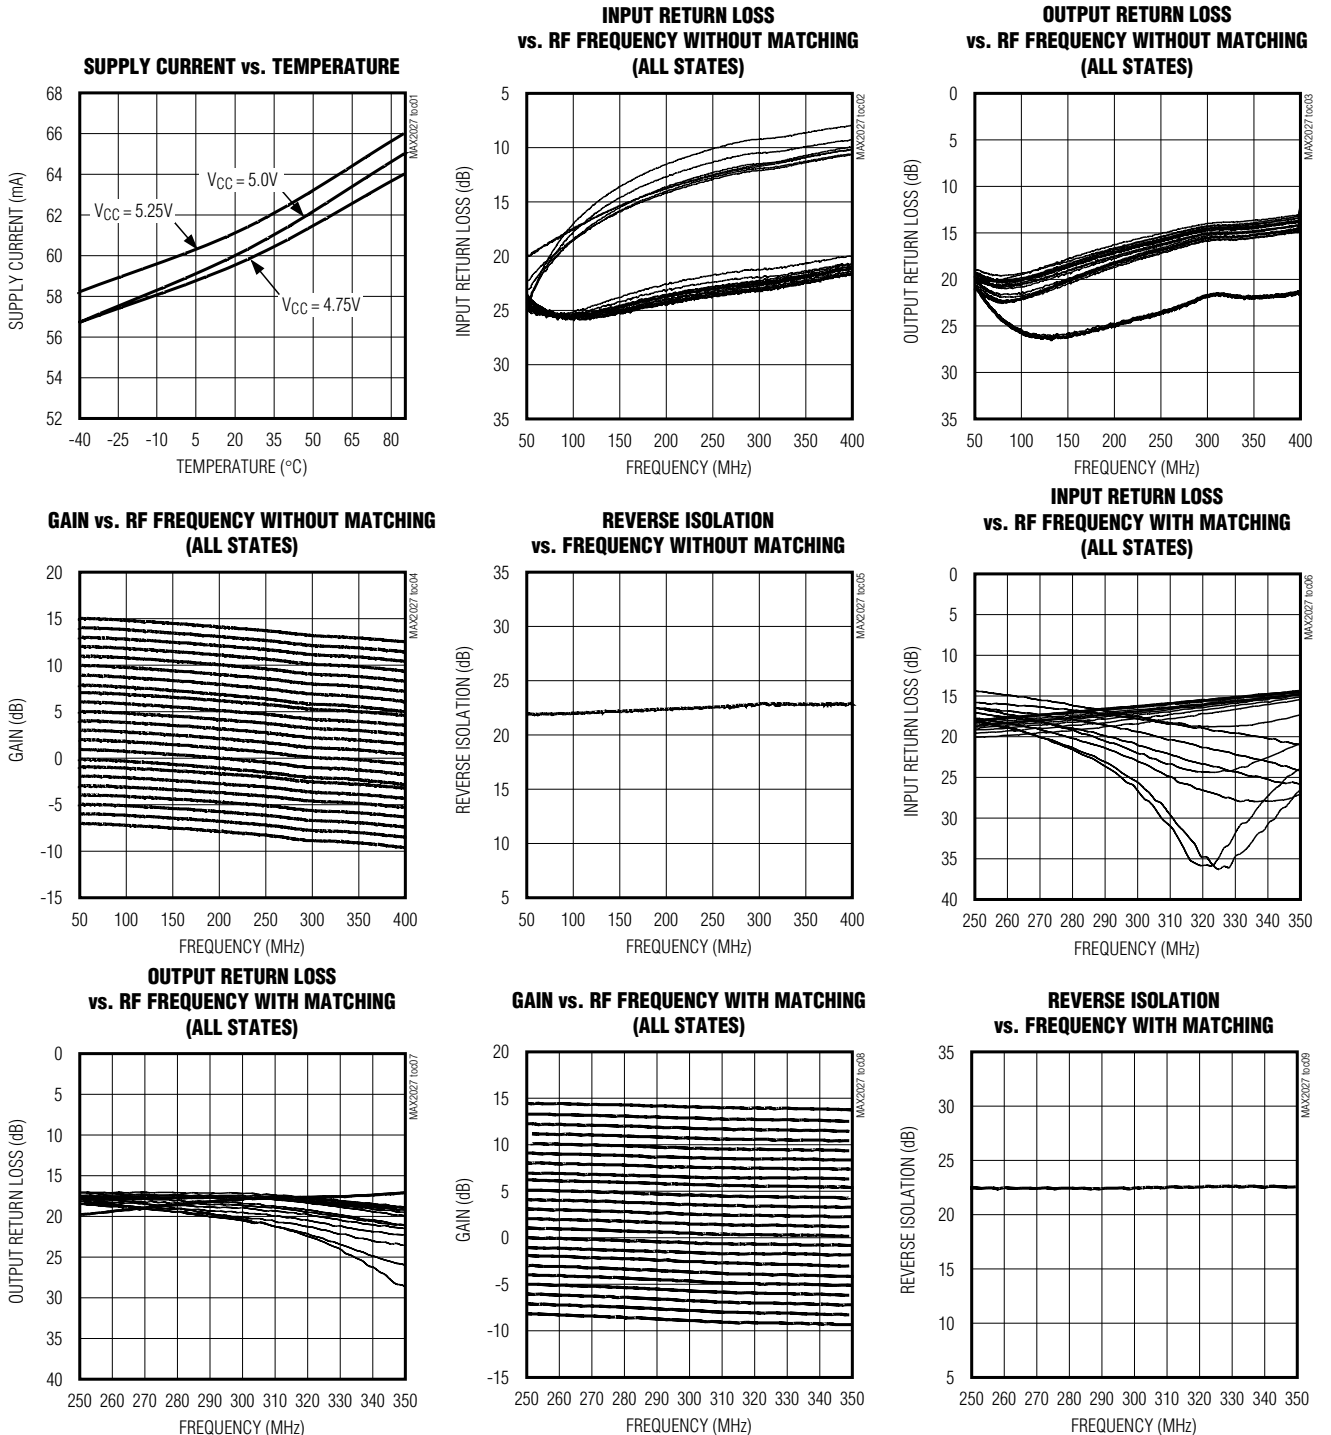 SUPPLY CURRENT vs. TEMPERATURE
68
66
64
62
60
58
56
54
52
SUPPLY CURRENT (mA)
VCC = 5.0V
VCC = 5.25V
VCC = 4.75V
-40 -25 -10 5 20 35 50 65 80
TEMPERATURE (°C)
MAX2027 toc01
INPUT RETURN LOSS
vs. RF FREQUENCY WITHOUT MATCHING
(ALL STATES)
5
10
15
20
25
30
35
INPUT RETURN LOSS (dB)
50 100 150 200 250 300 350 400
FREQUENCY (MHz)
MAX2027 toc02
OUTPUT RETURN LOSS
vs. RF FREQUENCY WITHOUT MATCHING
(ALL STATES)
0
5
10
15
20
25
30
35
OUTPUT RETURN LOSS (dB)
50 100 150 200 250 300 350 400
FREQUENCY (MHz)
MAX2027 toc03
GAIN vs. RF FREQUENCY WITHOUT MATCHING
(ALL STATES)
20
15
10
5
0
-5
-10
-15
GAIN (dB)
50 100 150 200 250 300 350 400
FREQUENCY (MHz)
MAX2027 toc04
REVERSE ISOLATION
vs. FREQUENCY WITHOUT MATCHING
35
30
25
20
15
10
5
REVERSE ISOLATION (dB)
50 100 150 200 250 300 350 400
FREQUENCY (MHz)
MAX2027 toc05
INPUT RETURN LOSS
vs. RF FREQUENCY WITH MATCHING
(ALL STATES)
0
5
10
15
20
25
30
35
40
INPUT RETURN LOSS (dB)
250 260 270 280 290 300 310 320 330 340 350
FREQUENCY (MHz)
MAX2027 toc06
OUTPUT RETURN LOSS
vs. RF FREQUENCY WITH MATCHING
(ALL STATES)
0
5
10
15
20
25
30
35
40
OUTPUT RETURN LOSS (dB)
250 260 270 280 290 300 310 320 330 340 350
FREQUENCY (MHz)
MAX2027 toc07
GAIN vs. RF FREQUENCY WITH MATCHING
(ALL STATES)
20
15
10
5
0
-5
-10
-15
GAIN (dB)
250 260 270 280 290 300 310 320 330 340 350
FREQUENCY (MHz)
MAX2027 toc08
REVERSE ISOLATION
vs. FREQUENCY WITH MATCHING
35
30
25
20
15
10
5
REVERSE ISOLATION (dB)
250 260 270 280 290 300 310 320 330 340 350
FREQUENCY (MHz)
MAX2027 toc09